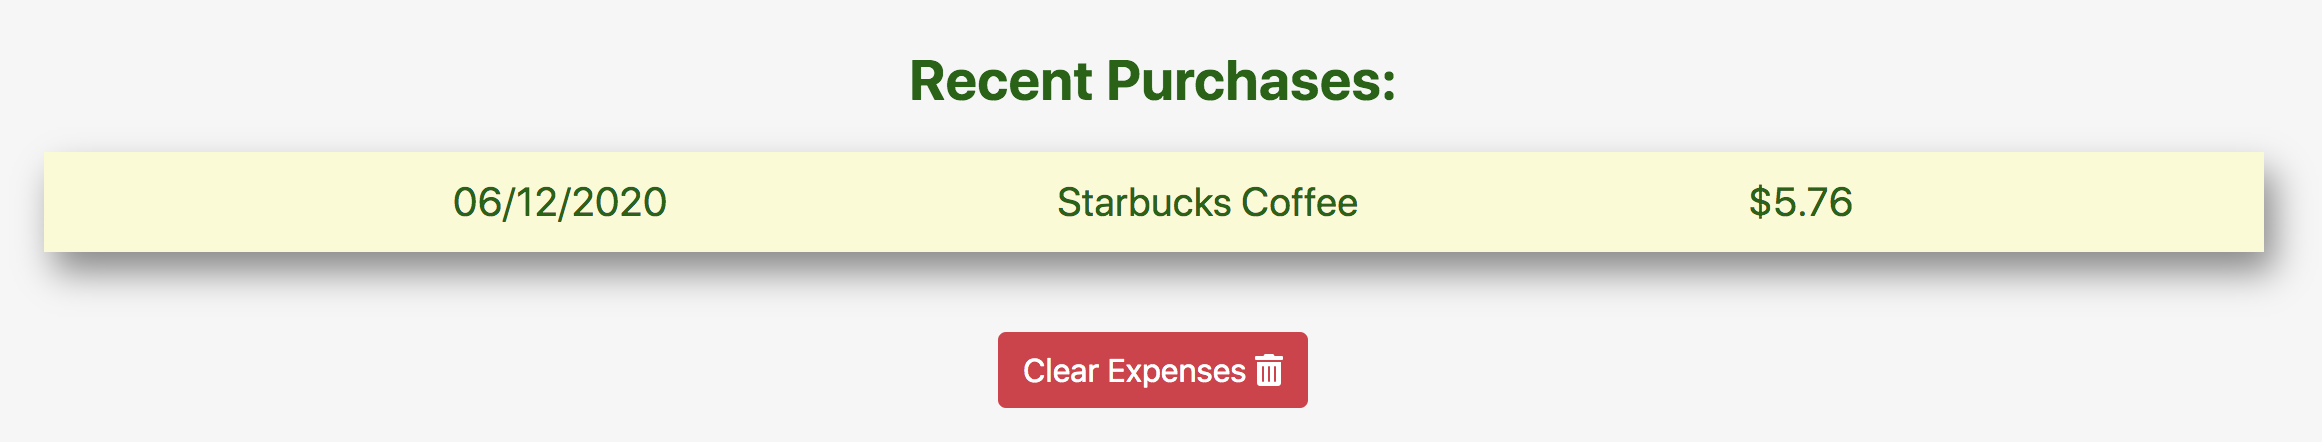 Recent Purchases:
06/12/2020 Starbucks Coffee $5.76
Clear Expenses